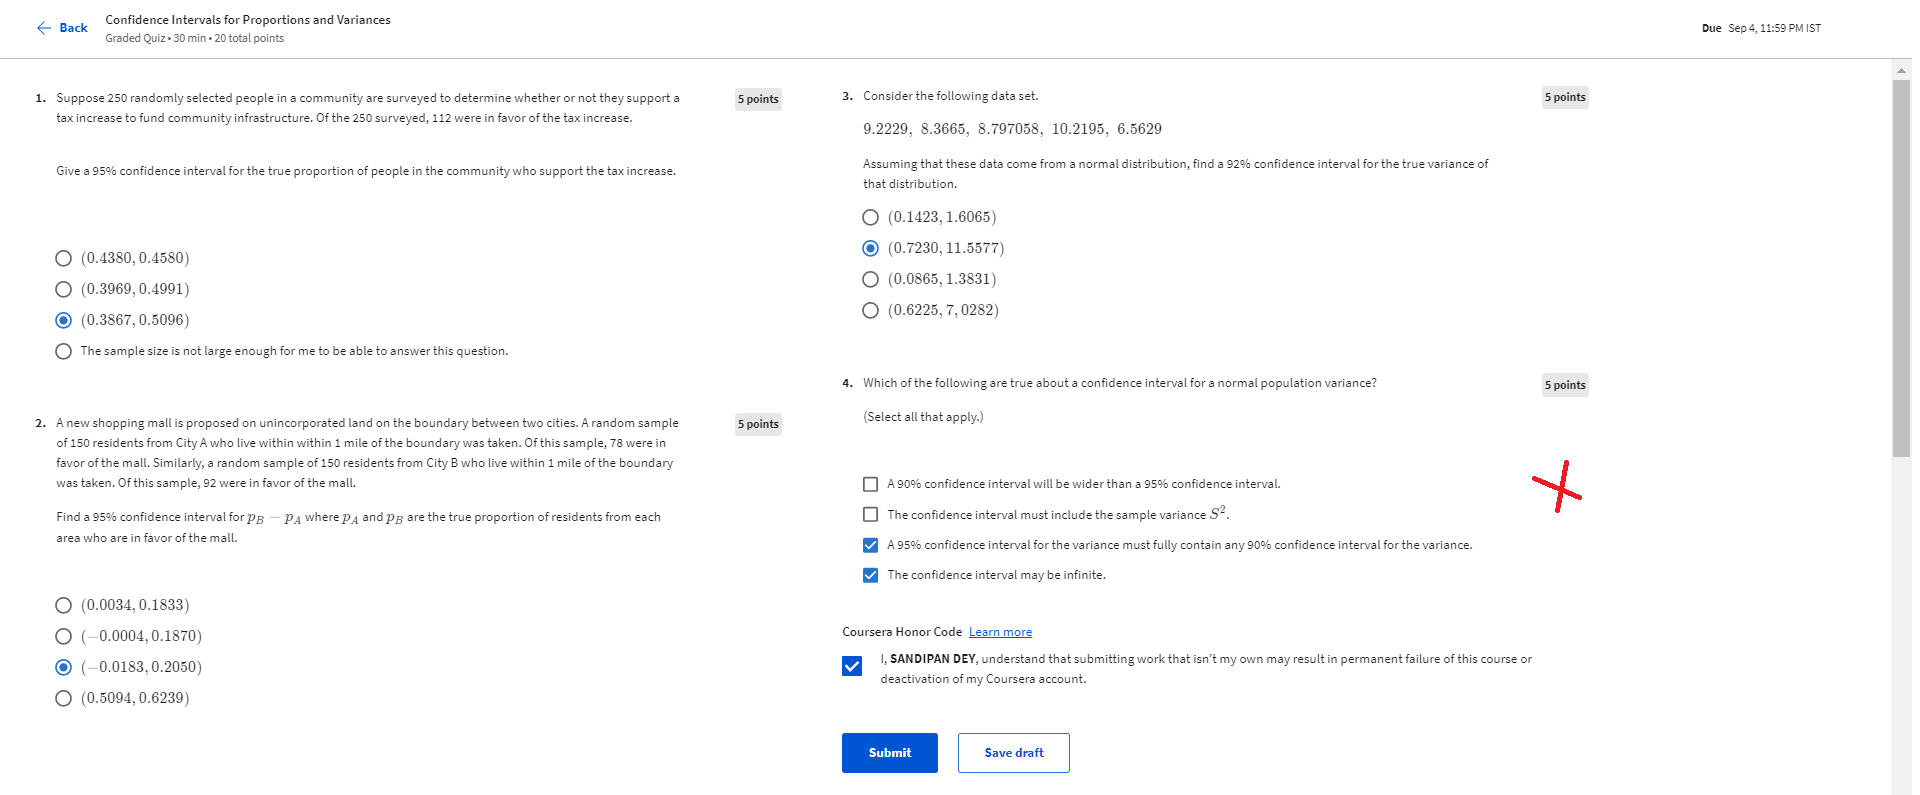 Back
Confidence Intervals for Proportions and Variances
Graded Quiz • 30 min • 20 total points
Due Sep 4, 11:59 PM IST
1. Suppose 250 randomly selected people in a community are surveyed to determine whether or not they support a
tax increase to fund community infrastructure. Of the 250 surveyed, 112 were in favor of the tax increase.
5 points
Give a 95% confidence interval for the true proportion of people in the community who support the tax increase.
(0.4380, 0.4580)
(0.3969, 0.4991)
(0.3867, 0.5096)
The sample size is not large enough for me to be able to answer this question.
2. A new shopping mall is proposed on unincorporated land on the boundary between two cities. A random sample
of 150 residents from City A who live within within 1 mile of the boundary was taken. Of this sample, 78 were in
favor of the mall. Similarly, a random sample of 150 residents from City B who live within 1 mile of the boundary
was taken. Of this sample, 92 were in favor of the mall.
5 points
Find a 95% confidence interval for p_B − p_A where p_A and p_B are the true proportion of residents from each
area who are in favor of the mall.
(0.0034, 0.1833)
(−0.0004, 0.1870)
(−0.0183, 0.2050)
(0.5094, 0.6239)
3. Consider the following data set.
5 points
9.2229, 8.3665, 8.797058, 10.2195, 6.5629
Assuming that these data come from a normal distribution, find a 92% confidence interval for the true variance of
that distribution.
(0.1423, 1.6065)
(0.7230, 11.5577)
(0.0865, 1.3831)
(0.6225, 7, 0282)
4. Which of the following are true about a confidence interval for a normal population variance?
5 points
(Select all that apply.)
A 90% confidence interval will be wider than a 95% confidence interval.
The confidence interval must include the sample variance S².
A 95% confidence interval for the variance must fully contain any 90% confidence interval for the variance.
The confidence interval may be infinite.
Coursera Honor Code Learn more
I, SANDIPAN DEY, understand that submitting work that isn't my own may result in permanent failure of this course or
deactivation of my Coursera account.
Submit
Save draft